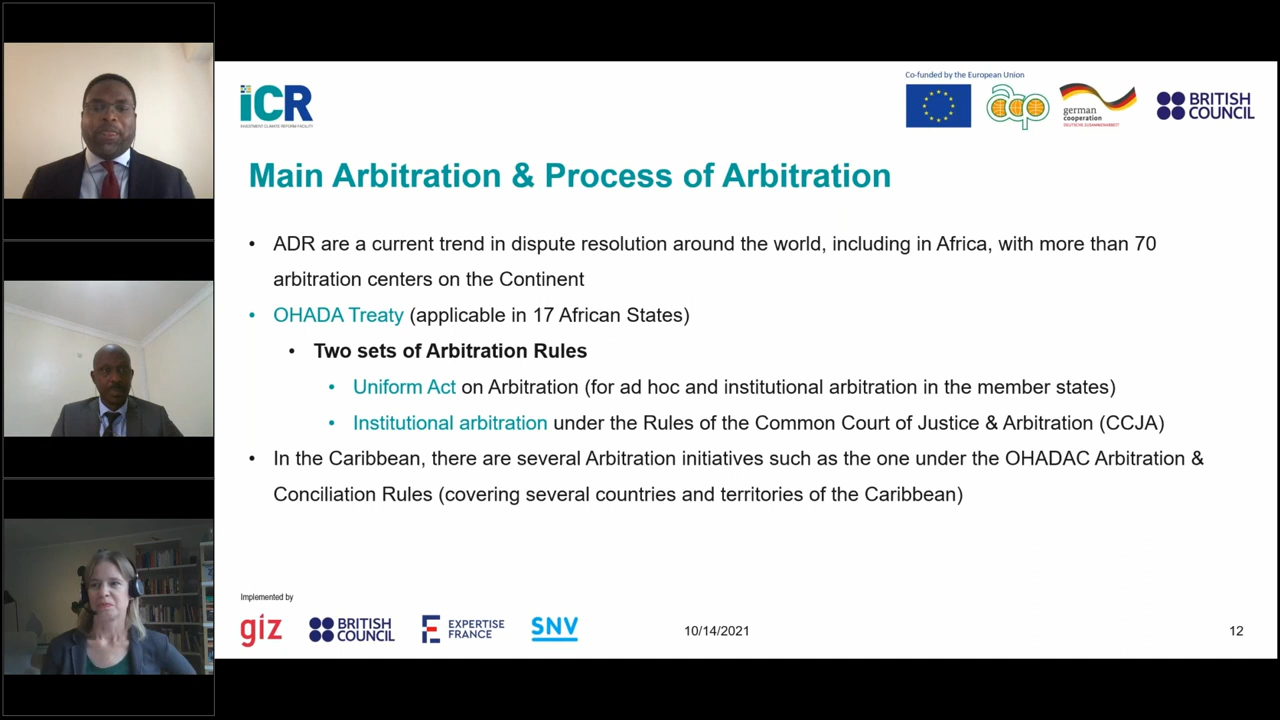 iCR
INVESTMENT CLIMATE REFORM FACILITY
Co-funded by the European Union
acp
german
cooperation
DEUTSCHE ZUSAMMENARBEIT
BRITISH
COUNCIL
Main Arbitration & Process of Arbitration
• ADR are a current trend in dispute resolution around the world, including in Africa, with more than 70
arbitration centers on the Continent
• OHADA Treaty (applicable in 17 African States)
• Two sets of Arbitration Rules
• Uniform Act on Arbitration (for ad hoc and institutional arbitration in the member states)
• Institutional arbitration under the Rules of the Common Court of Justice & Arbitration (CCJA)
• In the Caribbean, there are several Arbitration initiatives such as the one under the OHADAC Arbitration &
Conciliation Rules (covering several countries and territories of the Caribbean)
Implemented by
giz
BRITISH
COUNCIL
EXPERTISE
FRANCE
SNV
10/14/2021
12